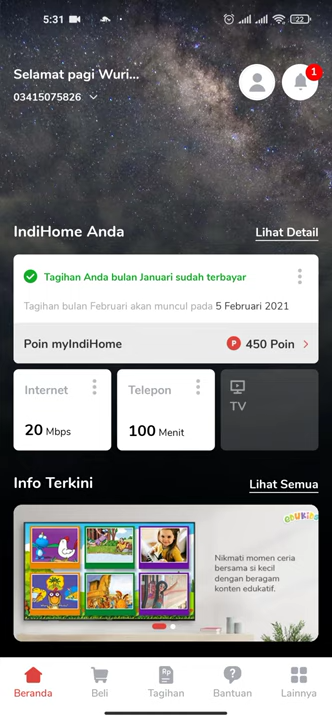 5:31
22
Selamat pagi Wuri...
03415075826
1
IndiHome Anda
Lihat Detail
Tagihan Anda bulan Januari sudah terbayar
Tagihan bulan Februari akan muncul pada 5 Februari 2021
Poin myIndiHome
P 450 Poin
Internet
Telepon
TV
20 Mbps
100 Menit
Info Terkini
Lihat Semua
Nikmati momen ceria
bersama si kecil
dengan beragam
konten edukatif.
Rp
?
Beranda
Beli
Tagihan
Bantuan
Lainnya